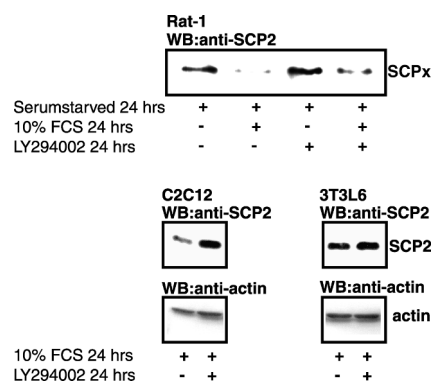 Rat-1
WB:anti-SCP2
SCPx
Serumstarved 24 hrs + + + +
10% FCS 24 hrs - + - +
LY294002 24 hrs - - + +
C2C12 3T3L6
WB:anti-SCP2 WB:anti-SCP2
SCP2
WB:anti-actin WB:anti-actin
actin
10% FCS 24 hrs + + + +
LY294002 24 hrs - + - +